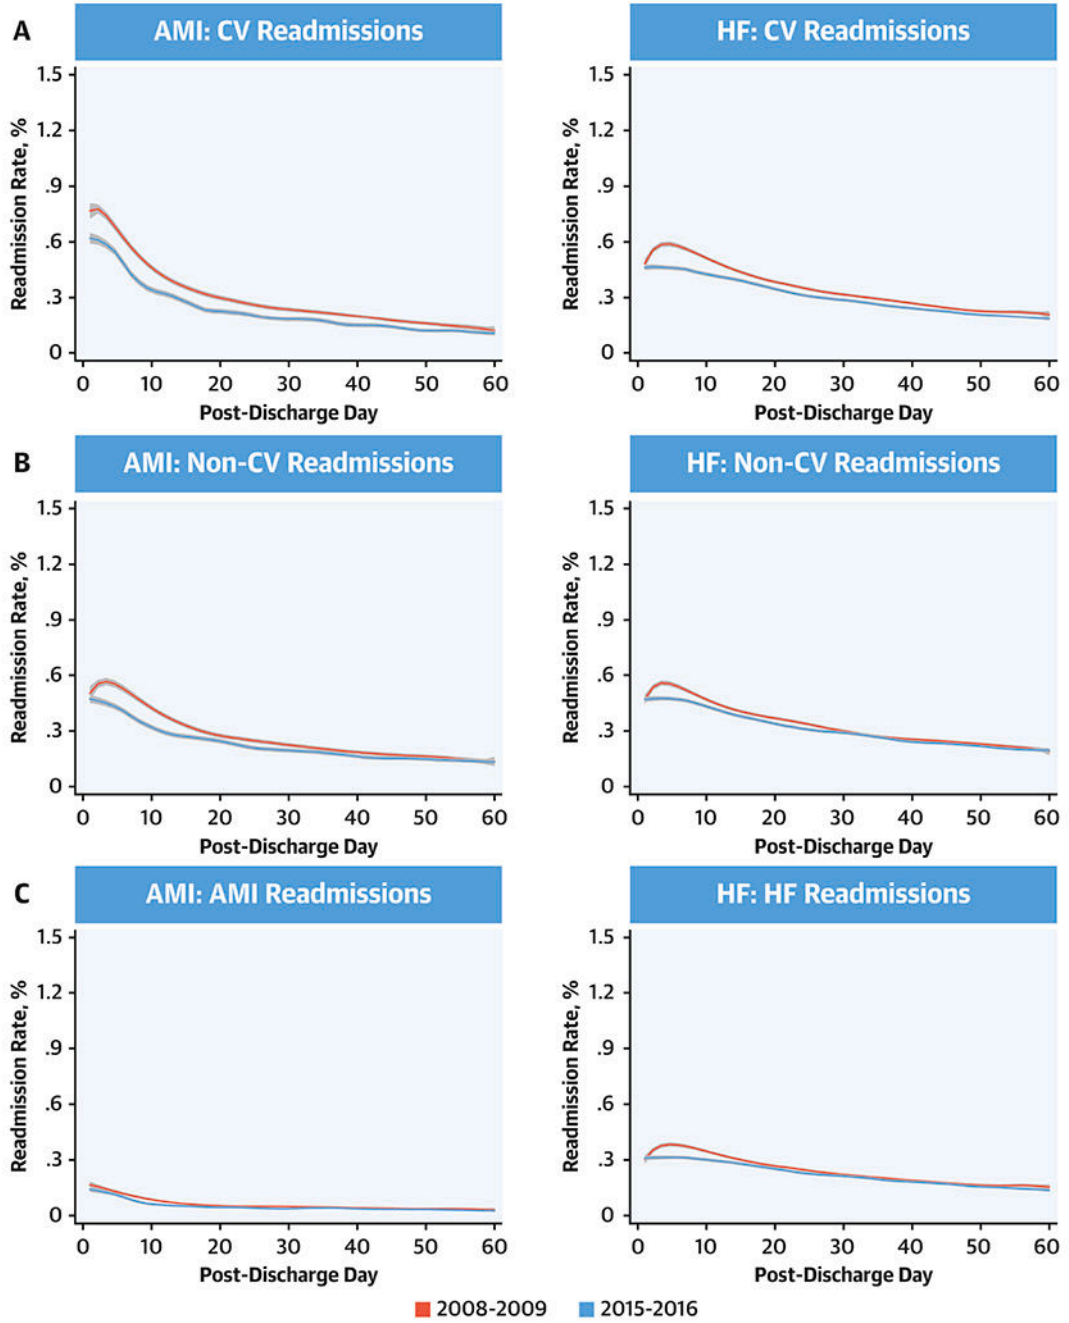 A
AMI: CV Readmissions
Readmission Rate, %
1.5
1.2
.9
.6
.3
0
0 10 20 30 40 50 60
Post-Discharge Day
HF: CV Readmissions
Readmission Rate, %
1.5
1.2
.9
.6
.3
0
0 10 20 30 40 50 60
Post-Discharge Day
B
AMI: Non-CV Readmissions
Readmission Rate, %
1.5
1.2
.9
.6
.3
0
0 10 20 30 40 50 60
Post-Discharge Day
HF: Non-CV Readmissions
Readmission Rate, %
1.5
1.2
.9
.6
.3
0
0 10 20 30 40 50 60
Post-Discharge Day
C
AMI: AMI Readmissions
Readmission Rate, %
1.5
1.2
.9
.6
.3
0
0 10 20 30 40 50 60
Post-Discharge Day
HF: HF Readmissions
Readmission Rate, %
1.5
1.2
.9
.6
.3
0
0 10 20 30 40 50 60
Post-Discharge Day
2008-2009 2015-2016